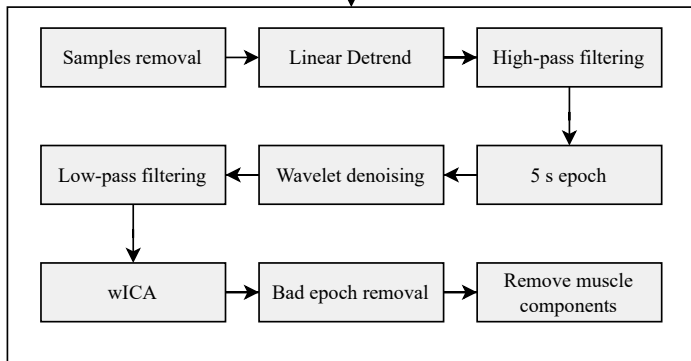 Samples removal
Linear Detrend
High-pass filtering
5 s epoch
Wavelet denoising
Low-pass filtering
wICA
Bad epoch removal
Remove muscle
components